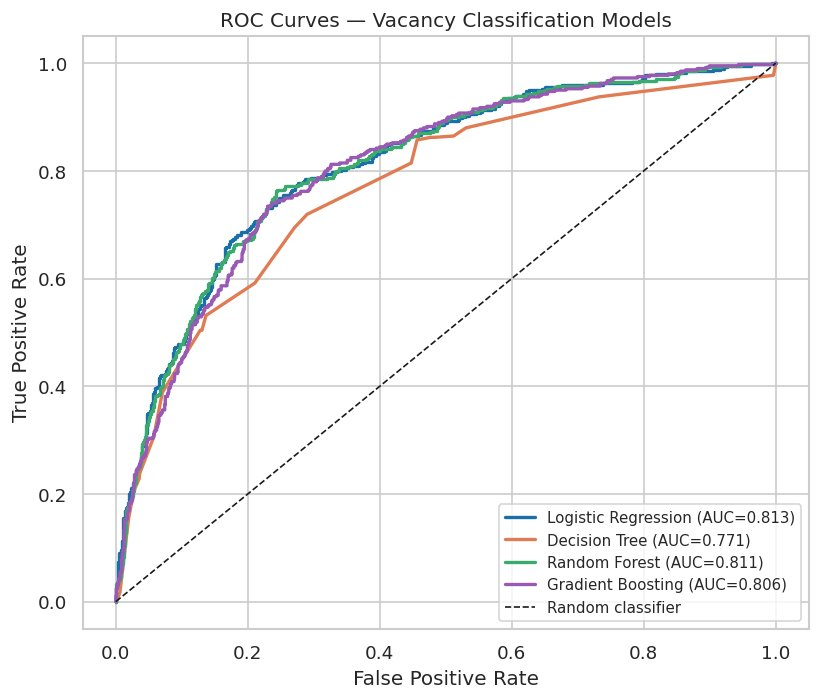 ROC Curves — Vacancy Classification Models
True Positive Rate
1.0
0.8
0.6
0.4
0.2
0.0
0.0 0.2 0.4 0.6 0.8 1.0
False Positive Rate
Logistic Regression (AUC=0.813)
Decision Tree (AUC=0.771)
Random Forest (AUC=0.811)
Gradient Boosting (AUC=0.806)
Random classifier